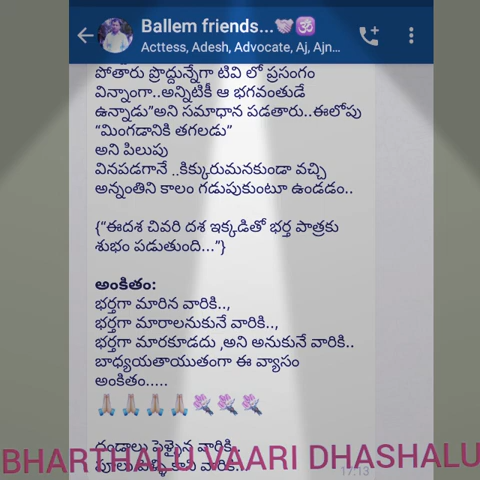 Ballem friends...🤝🕉
Acttess, Adesh, Advocate, Aj, Ajn...
పోతారు ప్రొద్దున్నేగా టివి లో ప్రసంగం
విన్నాంగా..అన్నిటికీ ఆ భగవంతుడే
ఉన్నాడు”అని సమాధాన పడతారు..ఈలోపు
“మింగడానికి తగలడు”
అని పిలుపు
వినపడగానే ..కిక్కురుమనకుండా వచ్చి
అన్నంతిని కాలం గడుపుకుంటూ ఉండడం..
{“ఈదశ చివరి దశ ఇక్కడితో భర్త పాత్రకు
శుభం పడుతుంది...”}
అంకితం:
భర్తగా మారిన వారికి..,
భర్తగా మారాలనుకునే వారికి..,
భర్తగా మారకూడదు ,అని అనుకునే వారికి..
బాధ్యయతాయుతంగా ఈ వ్యాసం
అంకితం.....
🙏🏼🙏🏼🙏🏼🙏🏼💐💐💐
దండాలు పెళ్ళైన వారికి..
BHARTHALU VAARI DHASHALU
17:13